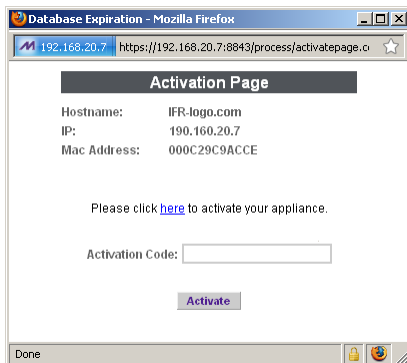 Database Expiration - Mozilla Firefox
192.168.20.7 https://192.168.20.7:8843/process/activatepage.c
Activation Page
Hostname: IFR-logo.com
IP: 190.160.20.7
Mac Address: 000C29C9ACCE
Please click here to activate your appliance.
Activation Code:
Activate
Done